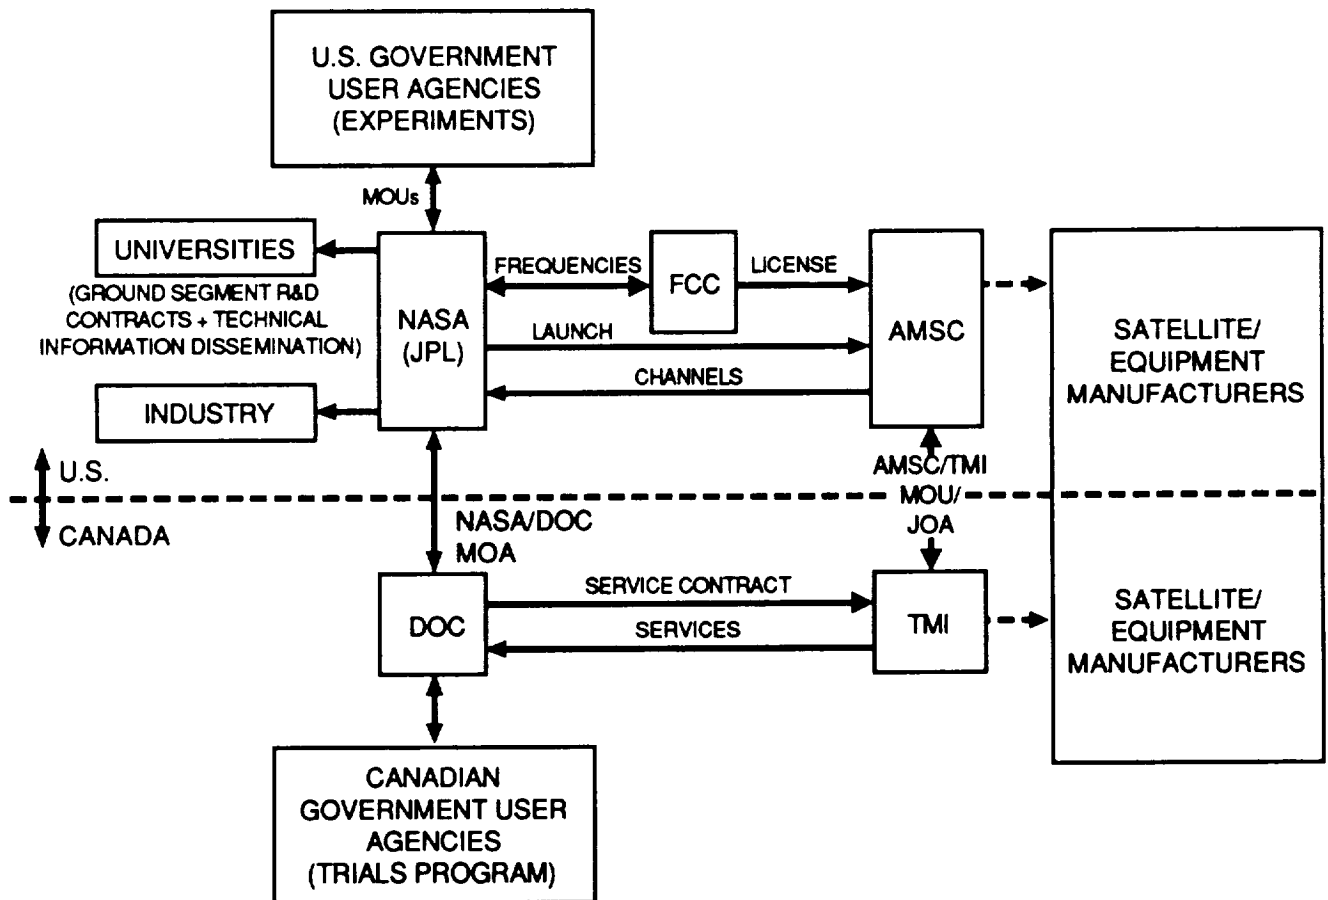 U.S. GOVERNMENT
USER AGENCIES
(EXPERIMENTS)
MOUs
UNIVERSITIES
(GROUND SEGMENT R&D
CONTRACTS + TECHNICAL
INFORMATION DISSEMINATION)
INDUSTRY
NASA
(JPL)
FREQUENCIES
FCC
LICENSE
LAUNCH
CHANNELS
AMSC
SATELLITE/
EQUIPMENT
MANUFACTURERS
U.S.
CANADA
NASA/DOC
MOA
AMSC/TMI
MOU/
JOA
DOC
SERVICE CONTRACT
SERVICES
TMI
SATELLITE/
EQUIPMENT
MANUFACTURERS
CANADIAN
GOVERNMENT USER
AGENCIES
(TRIALS PROGRAM)